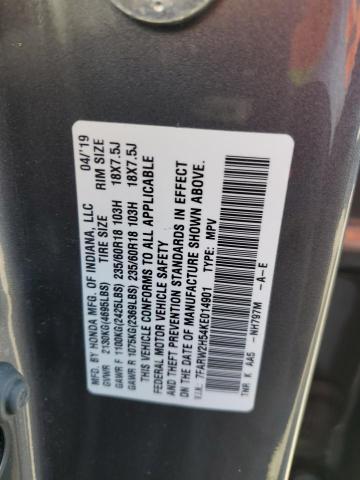 MFD. BY HONDA MFG. OF INDIANA, LLC 04/'19
TIRE SIZE RIM SIZE
GVWR 2130KG(4695LBS)
GAWR F 1100KG(2425LBS) 235/60R18 103H 18X7.5J
GAWR R 1075KG(2369LBS) 235/60R18 103H 18X7.5J
THIS VEHICLE CONFORMS TO ALL APPLICABLE
FEDERAL MOTOR VEHICLE SAFETY
AND THEFT PREVENTION STANDARDS IN EFFECT
ON THE DATE OF MANUFACTURE SHOWN ABOVE.
V.I.N. 7FARW2H54KE014901 TYPE: MPV
TNR K AA5 -NH797M -A-E